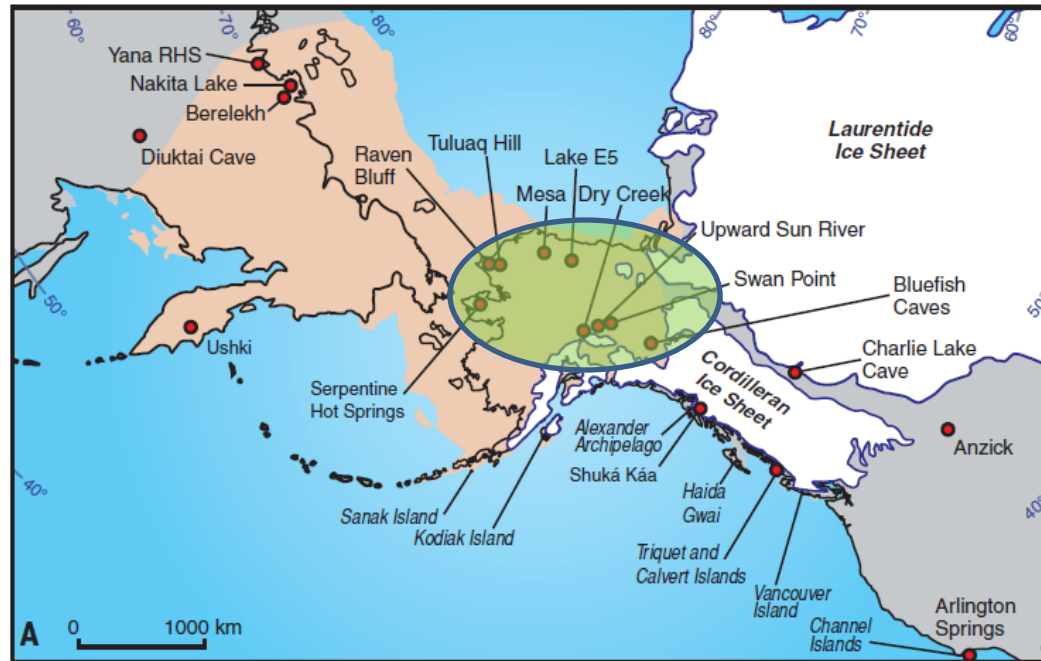 60°
70°
80°
80°
60°
Yana RHS
Nakita Lake
Berelekh
Diuktai Cave
Raven
Bluff
Tuluaq Hill
Lake E5
Mesa
Dry Creek
Laurentide
Ice Sheet
Upward Sun River
Swan Point
Bluefish
Caves
50°
50
Ushki
Serpentine
Hot Springs
Charlie Lake
Cave
Cordilleran
Ice Sheet
Alexander
Archipelago
Shuká Káa
Anzick
40°
40
Haida
Gwai
Sanak Island
Kodiak Island
Triquet and
Calvert Islands
Vancouver
Island
Channel
Islands
Arlington
Springs
A
0 1000 km